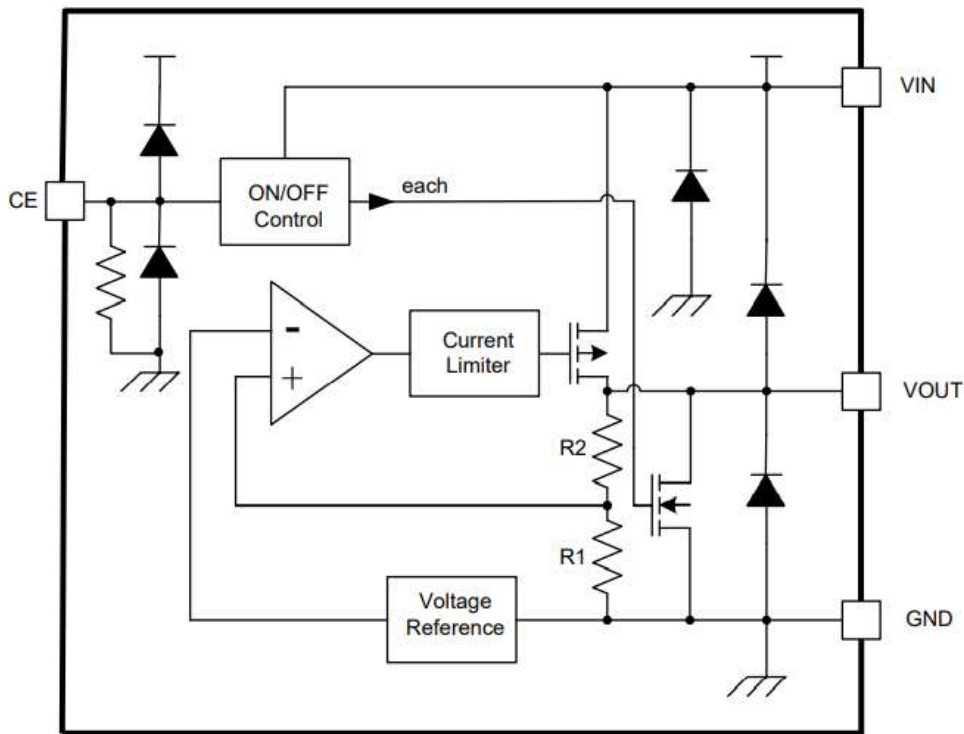 VIN
CE
ON/OFF
Control
each
-
+
Current
Limiter
VOUT
R2
R1
Voltage
Reference
GND